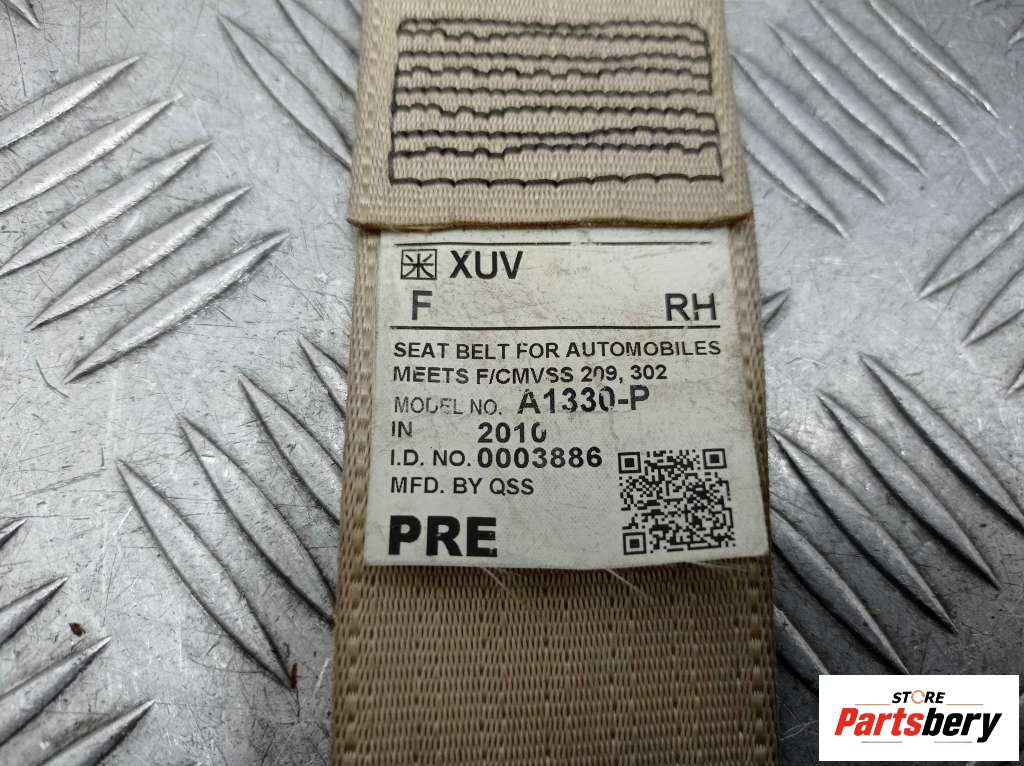 XUV
F RH
SEAT BELT FOR AUTOMOBILES
MEETS F/CMVSS 209, 302
MODEL NO. A1330-P
IN 2010
I.D. NO. 0003886
MFD. BY QSS
PRE
STORE
Partsbery